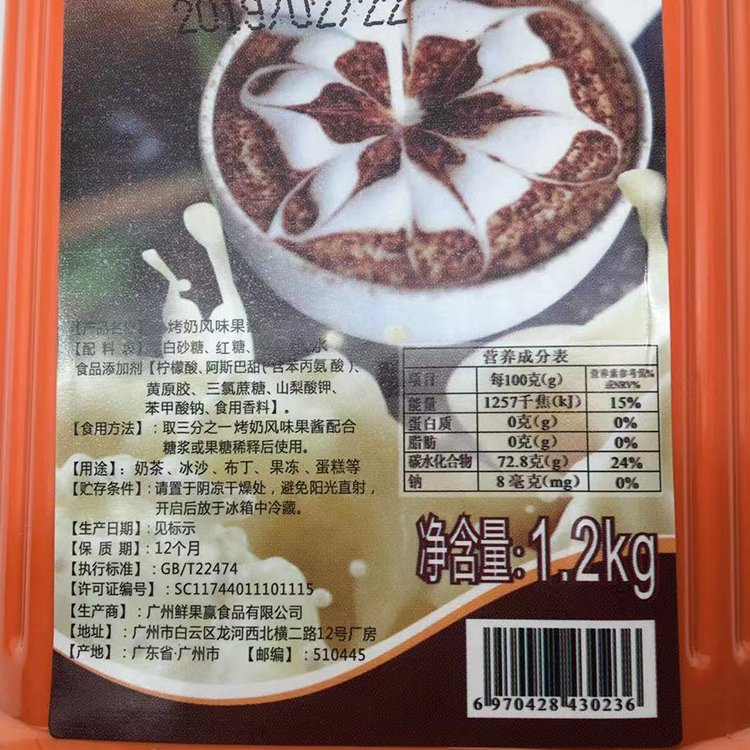 2019/02/22
【产品名称】烤奶风味果酱
【配 料 表】白砂糖、红糖、水
食品添加剂【柠檬酸、阿斯巴甜(含苯丙氨酸)、
黄原胶、三氯蔗糖、山梨酸钾、
苯甲酸钠、食用香料】。
【食用方法】:取三分之一烤奶风味果酱配合
糖浆或果糖稀释后使用。
【用途】:奶茶、冰沙、布丁、果冻、蛋糕等
【贮存条件】:请置于阴凉干燥处，避免阳光直射，
开启后放于冰箱中冷藏。
【生产日期】:见标示
【保 质 期】:12个月
【执行标准】:GB/T22474
【许可证编号】:SC11744011101115
【生产商】:广州鲜果赢食品有限公司
【地址】:广州市白云区龙河西北横二路12号厂房
【产地】:广东省·广州市 【邮编】:510445
营养成分表
项目 每100克(g) 营养素参考值% 或NRV%
能量 1257千焦(kJ) 15%
蛋白质 0克(g) 0%
脂肪 0克(g) 0%
碳水化合物 72.8克(g) 24%
钠 8毫克(mg) 0%
净含量:1.2kg
6 970428 430236